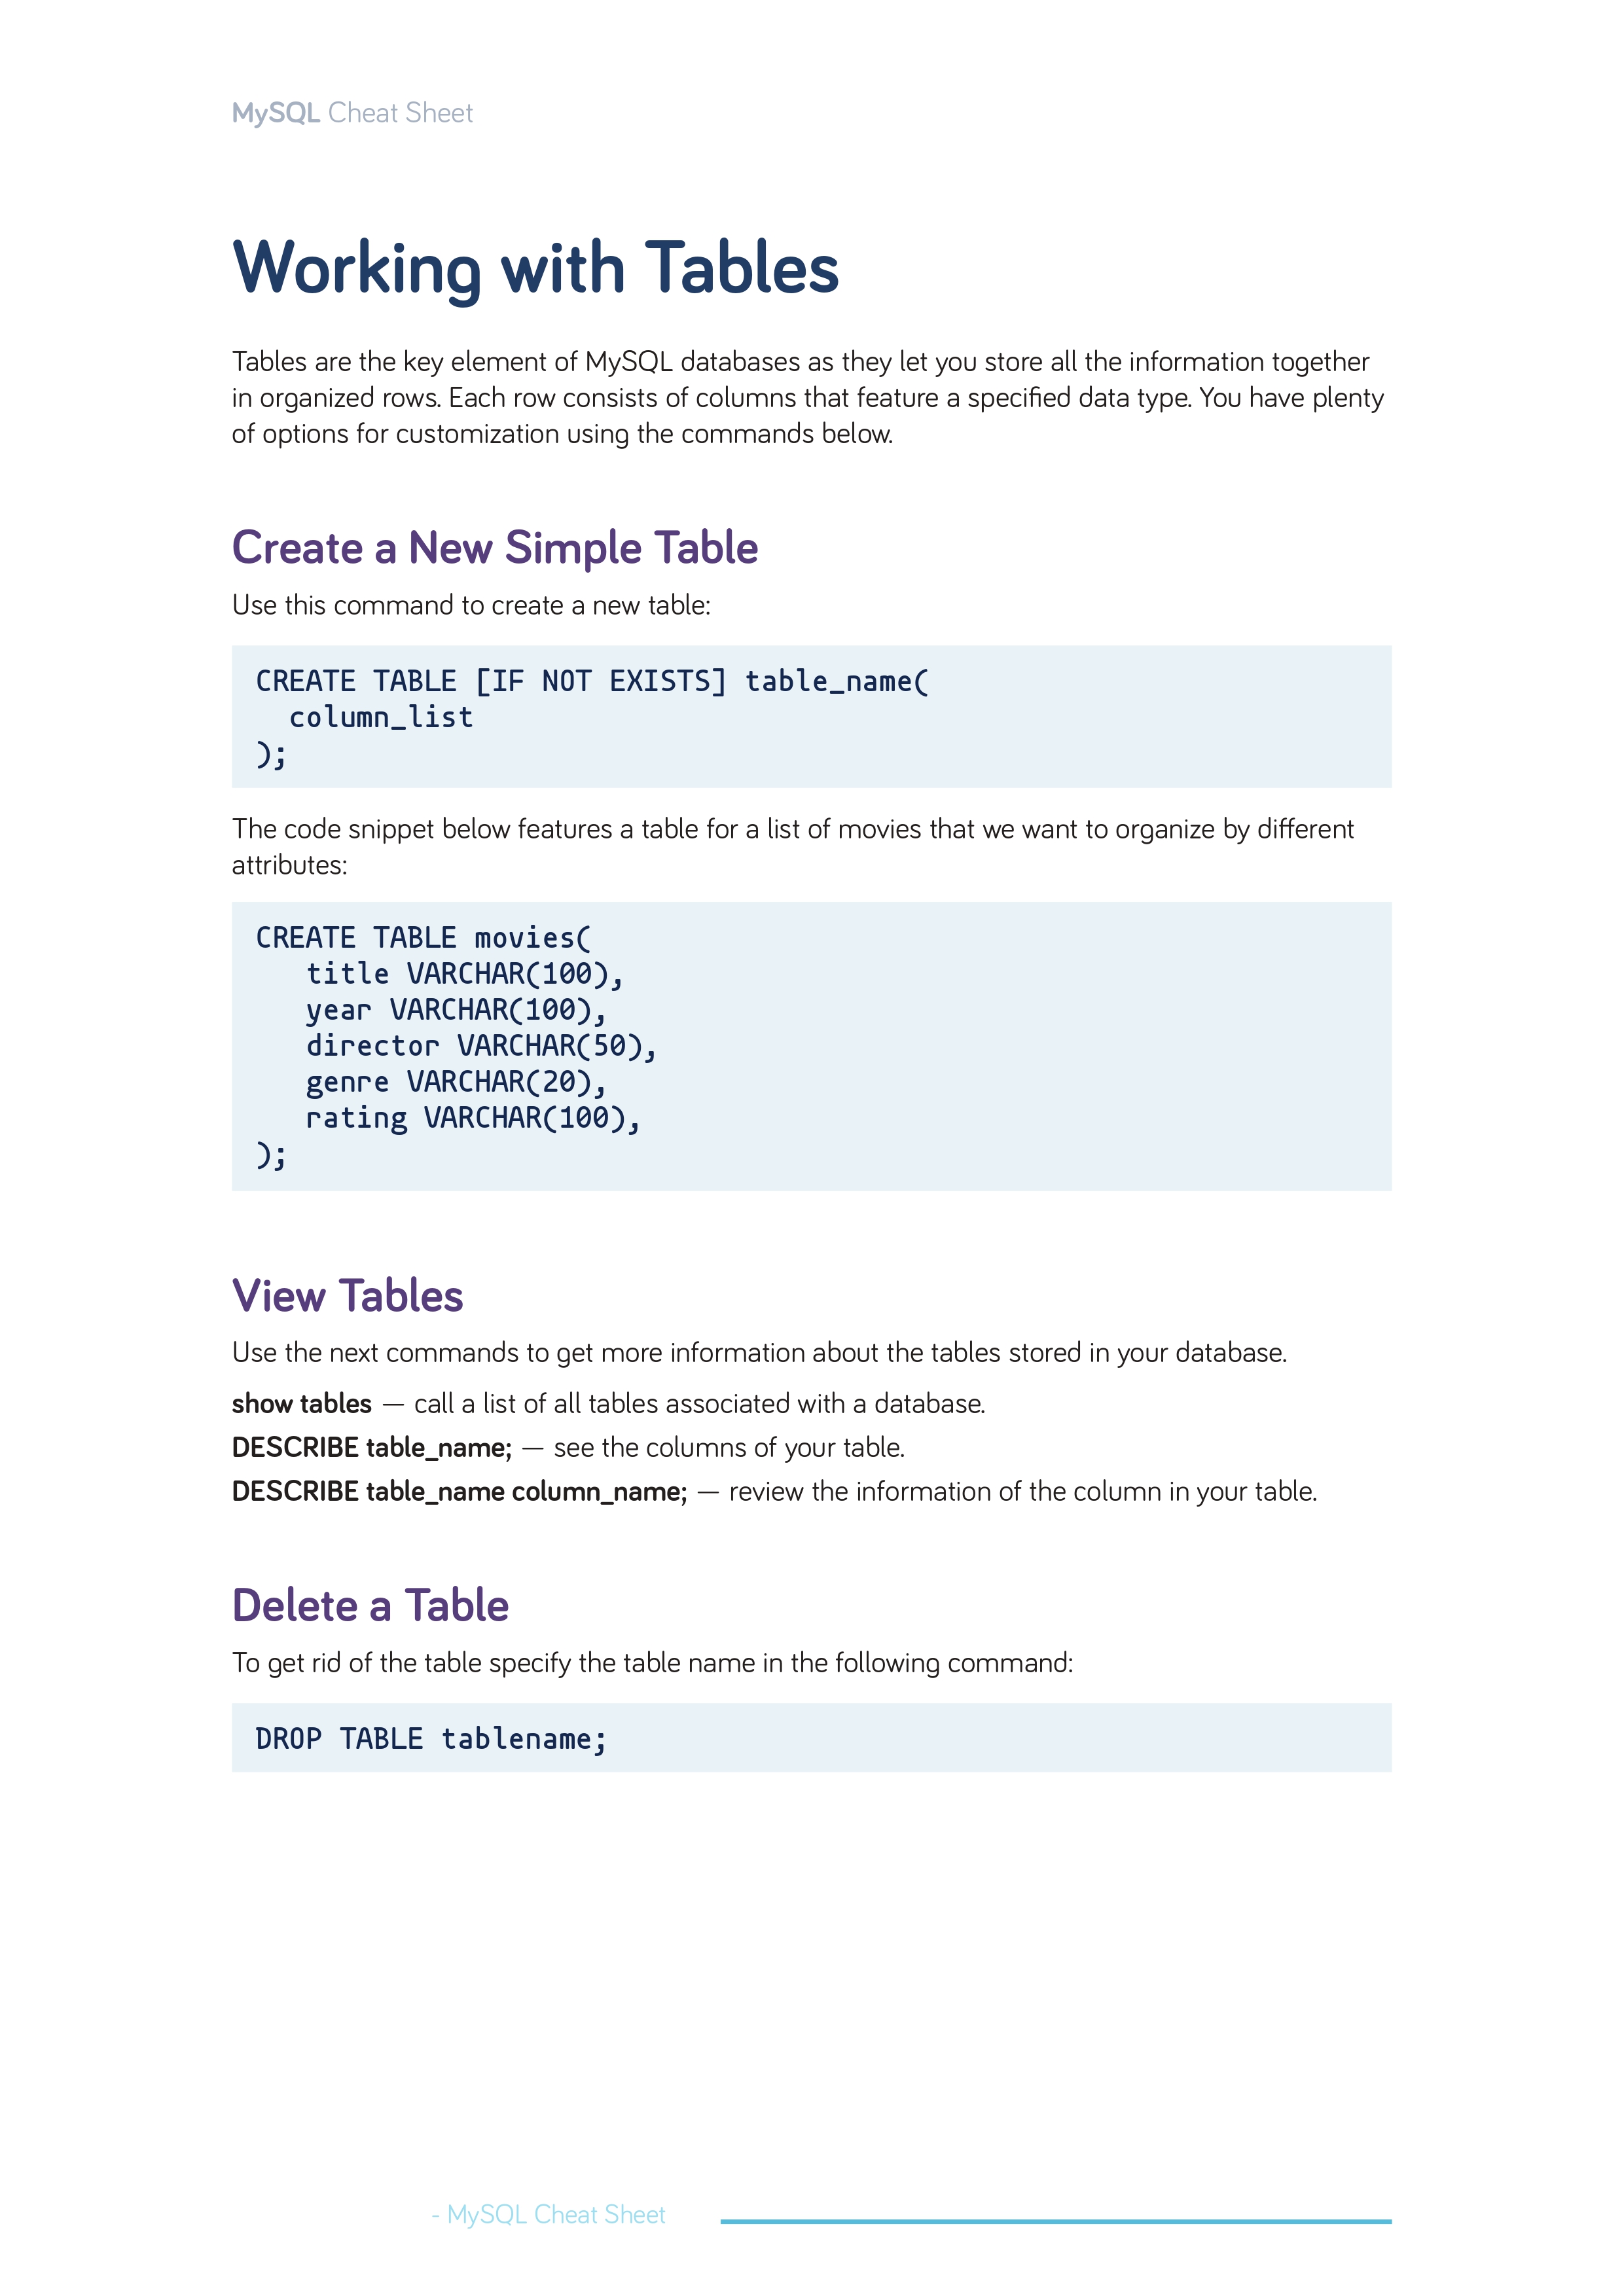 MySQL Cheat Sheet
Working with Tables
Tables are the key element of MySQL databases as they let you store all the information together
in organized rows. Each row consists of columns that feature a specified data type. You have plenty
of options for customization using the commands below.
Create a New Simple Table
Use this command to create a new table:
CREATE TABLE [IF NOT EXISTS] table_name(
  column_list
);
The code snippet below features a table for a list of movies that we want to organize by different
attributes:
CREATE TABLE movies(
   title VARCHAR(100),
   year VARCHAR(100),
   director VARCHAR(50),
   genre VARCHAR(20),
   rating VARCHAR(100),
);
View Tables
Use the next commands to get more information about the tables stored in your database.
show tables — call a list of all tables associated with a database.
DESCRIBE table_name; — see the columns of your table.
DESCRIBE table_name column_name; — review the information of the column in your table.
Delete a Table
To get rid of the table specify the table name in the following command:
DROP TABLE tablename;
- MySQL Cheat Sheet